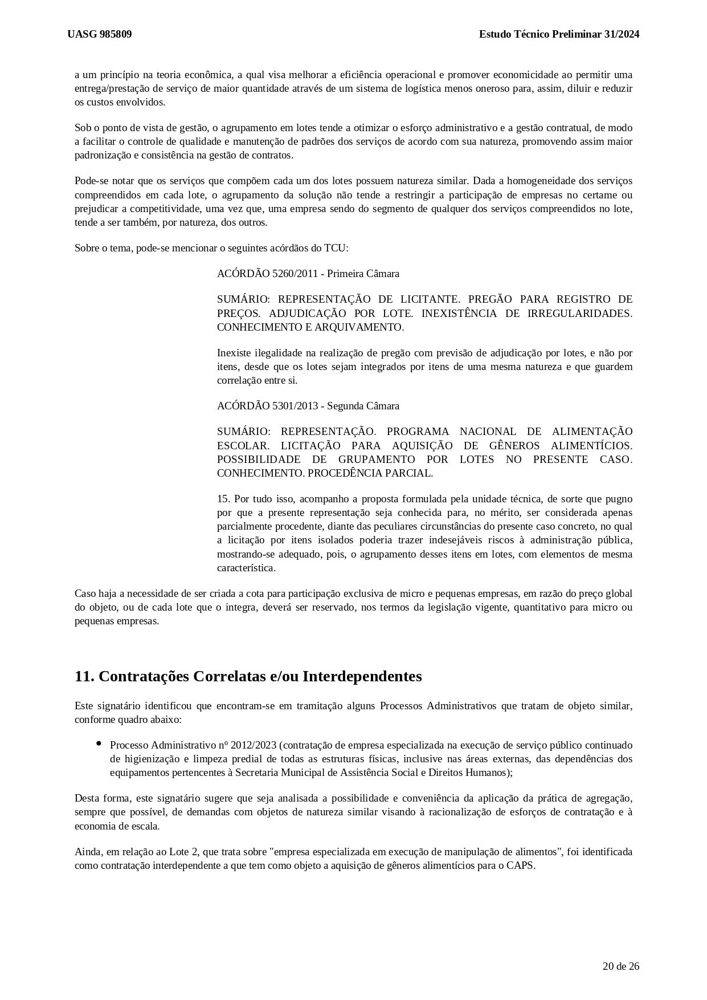 UASG 985809
Estudo Técnico Preliminar 31/2024
a um princípio na teoria econômica, a qual visa melhorar a eficiência operacional e promover economicidade ao permitir uma
entrega/prestação de serviço de maior quantidade através de um sistema de logística menos oneroso para, assim, diluir e reduzir
os custos envolvidos.
Sob o ponto de vista de gestão, o agrupamento em lotes tende a otimizar o esforço administrativo e a gestão contratual, de modo
a facilitar o controle de qualidade e manutenção de padrões dos serviços de acordo com sua natureza, promovendo assim maior
padronização e consistência na gestão de contratos.
Pode-se notar que os serviços que compõem cada um dos lotes possuem natureza similar. Dada a homogeneidade dos serviços
compreendidos em cada lote, o agrupamento da solução não tende a restringir a participação de empresas no certame ou
prejudicar a competitividade, uma vez que, uma empresa sendo do segmento de qualquer dos serviços compreendidos no lote,
tende a ser também, por natureza, dos outros.
Sobre o tema, pode-se mencionar o seguintes acórdãos do TCU:
ACÓRDÃO 5260/2011 - Primeira Câmara
SUMÁRIO: REPRESENTAÇÃO DE LICITANTE. PREGÃO PARA REGISTRO DE
PREÇOS. ADJUDICAÇÃO POR LOTE. INEXISTÊNCIA DE IRREGULARIDADES.
CONHECIMENTO E ARQUIVAMENTO.
Inexiste ilegalidade na realização de pregão com previsão de adjudicação por lotes, e não por
itens, desde que os lotes sejam integrados por itens de uma mesma natureza e que guardem
correlação entre si.
ACÓRDÃO 5301/2013 - Segunda Câmara
SUMÁRIO: REPRESENTAÇÃO. PROGRAMA NACIONAL DE ALIMENTAÇÃO
ESCOLAR. LICITAÇÃO PARA AQUISIÇÃO DE GÊNEROS ALIMENTÍCIOS.
POSSIBILIDADE DE GRUPAMENTO POR LOTES NO PRESENTE CASO.
CONHECIMENTO. PROCEDÊNCIA PARCIAL.
15. Por tudo isso, acompanho a proposta formulada pela unidade técnica, de sorte que pugno
por que a presente representação seja conhecida para, no mérito, ser considerada apenas
parcialmente procedente, diante das peculiares circunstâncias do presente caso concreto, no qual
a licitação por itens isolados poderia trazer indesejáveis riscos à administração pública,
mostrando-se adequado, pois, o agrupamento desses itens em lotes, com elementos de mesma
característica.
Caso haja a necessidade de ser criada a cota para participação exclusiva de micro e pequenas empresas, em razão do preço global
do objeto, ou de cada lote que o integra, deverá ser reservado, nos termos da legislação vigente, quantitativo para micro ou
pequenas empresas.
11. Contratações Correlatas e/ou Interdependentes
Este signatário identificou que encontram-se em tramitação alguns Processos Administrativos que tratam de objeto similar,
conforme quadro abaixo:
• Processo Administrativo nº 2012/2023 (contratação de empresa especializada na execução de serviço público continuado
de higienização e limpeza predial de todas as estruturas físicas, inclusive nas áreas externas, das dependências dos
equipamentos pertencentes à Secretaria Municipal de Assistência Social e Direitos Humanos);
Desta forma, este signatário sugere que seja analisada a possibilidade e conveniência da aplicação da prática de agregação,
sempre que possível, de demandas com objetos de natureza similar visando à racionalização de esforços de contratação e à
economia de escala.
Ainda, em relação ao Lote 2, que trata sobre "empresa especializada em execução de manipulação de alimentos", foi identificada
como contratação interdependente a que tem como objeto a aquisição de gêneros alimentícios para o CAPS.
20 de 26